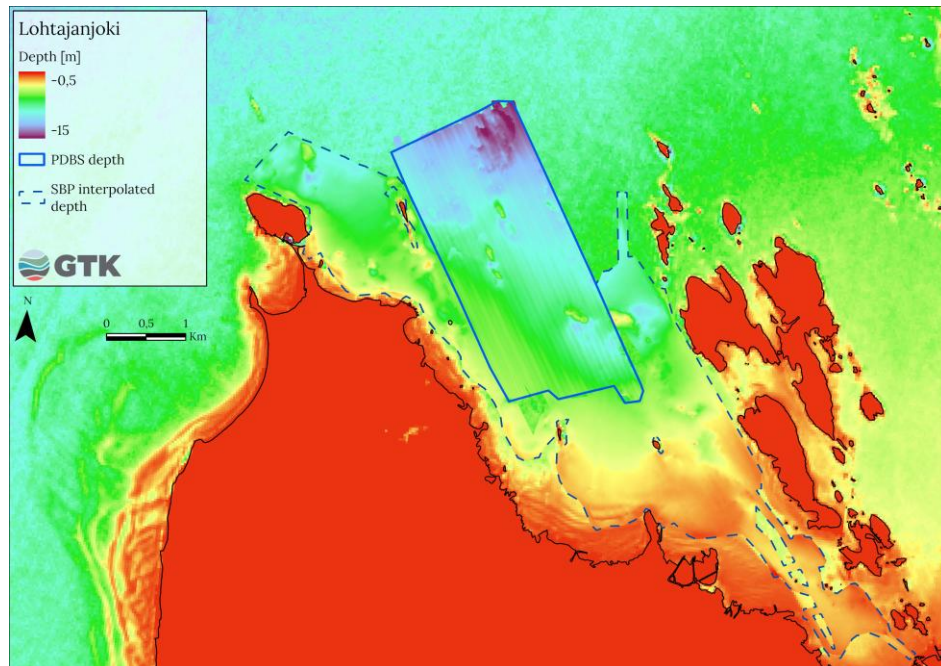 Lohtajanjoki
Depth [m]
-0,5
-15
PDBS depth
SBP interpolated
depth
GTK
N
0 0,5 1
Km